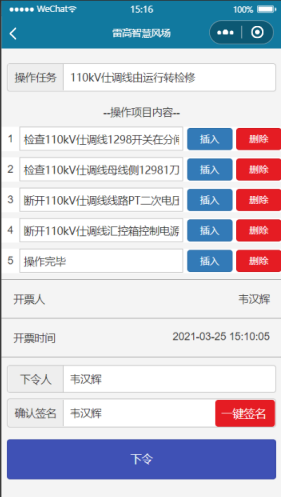 WeChat 15:16 100%
雷高智慧风场
操作任务 110kV仕调线由运行转检修
--操作项目内容--
1 检查110kV仕调线1298开关在分闸 插入 删除
2 检查110kV仕调线母线侧12981刀 插入 删除
3 断开110kV仕调线线路PT二次电压 插入 删除
4 断开110kV仕调线汇控箱控制电源 插入 删除
5 操作完毕 插入 删除
开票人 韦汉辉
开票时间 2021-03-25 15:10:05
下令人 韦汉辉
确认签名 韦汉辉 一键签名
下令